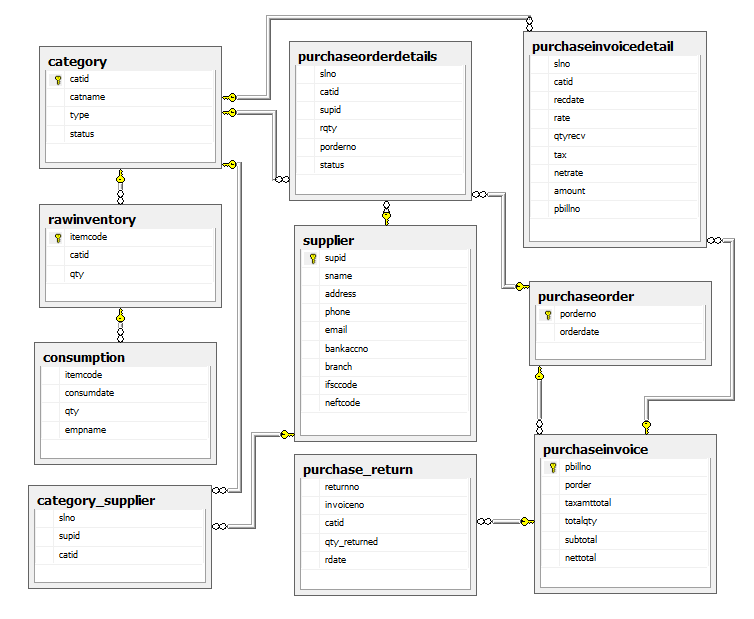 category
catid
catname
type
status
purchaseorderdetails
slno
catid
supid
rqty
porderno
status
purchaseinvoicedetail
slno
catid
recdate
rate
qtyrecv
tax
netrate
amount
pbillno
rawinventory
itemcode
catid
qty
supplier
supid
sname
address
phone
email
bankaccno
branch
ifsccode
neftcode
purchaseorder
porderno
orderdate
consumption
itemcode
consumdate
qty
empname
purchaseinvoice
pbillno
porder
taxamttotal
totalqty
subtotal
nettotal
purchase_return
returnno
invoiceno
catid
qty_returned
rdate
category_supplier
slno
supid
catid